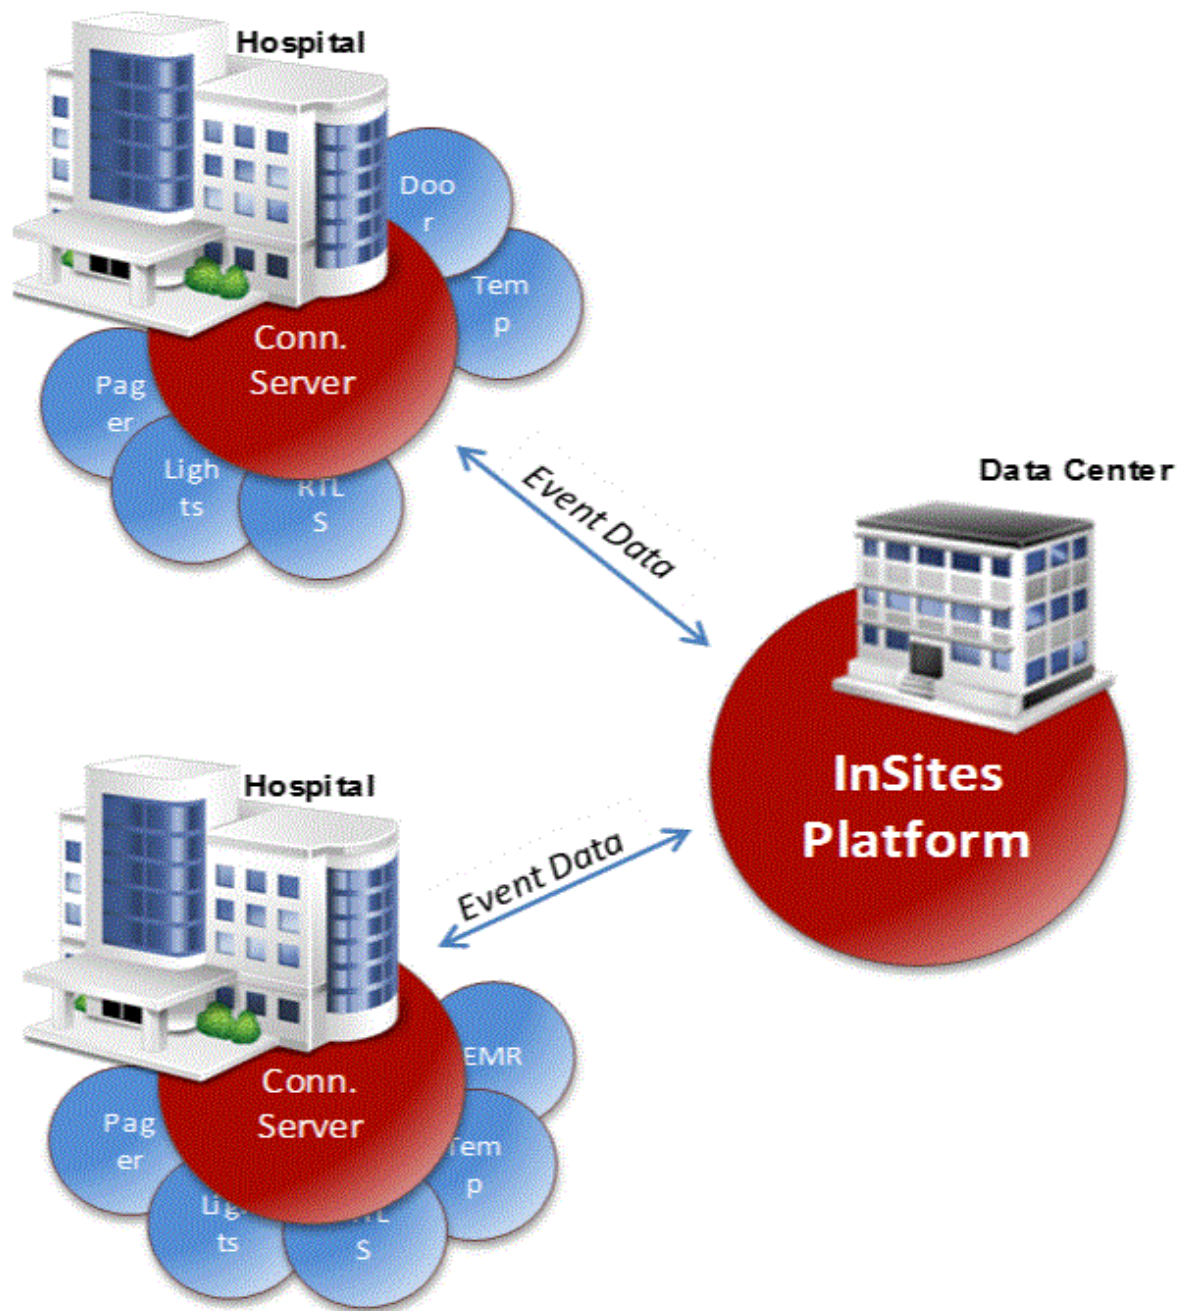 Hospital
Doo
r
Tem
p
Conn.
Server
Pag
er
Ligh
ts
RTL
S
Event Data
Data Center
InSites
Platform
Hospital
Event Data
EMR
Conn.
Server
Pag
er
Tem
p
ts
S